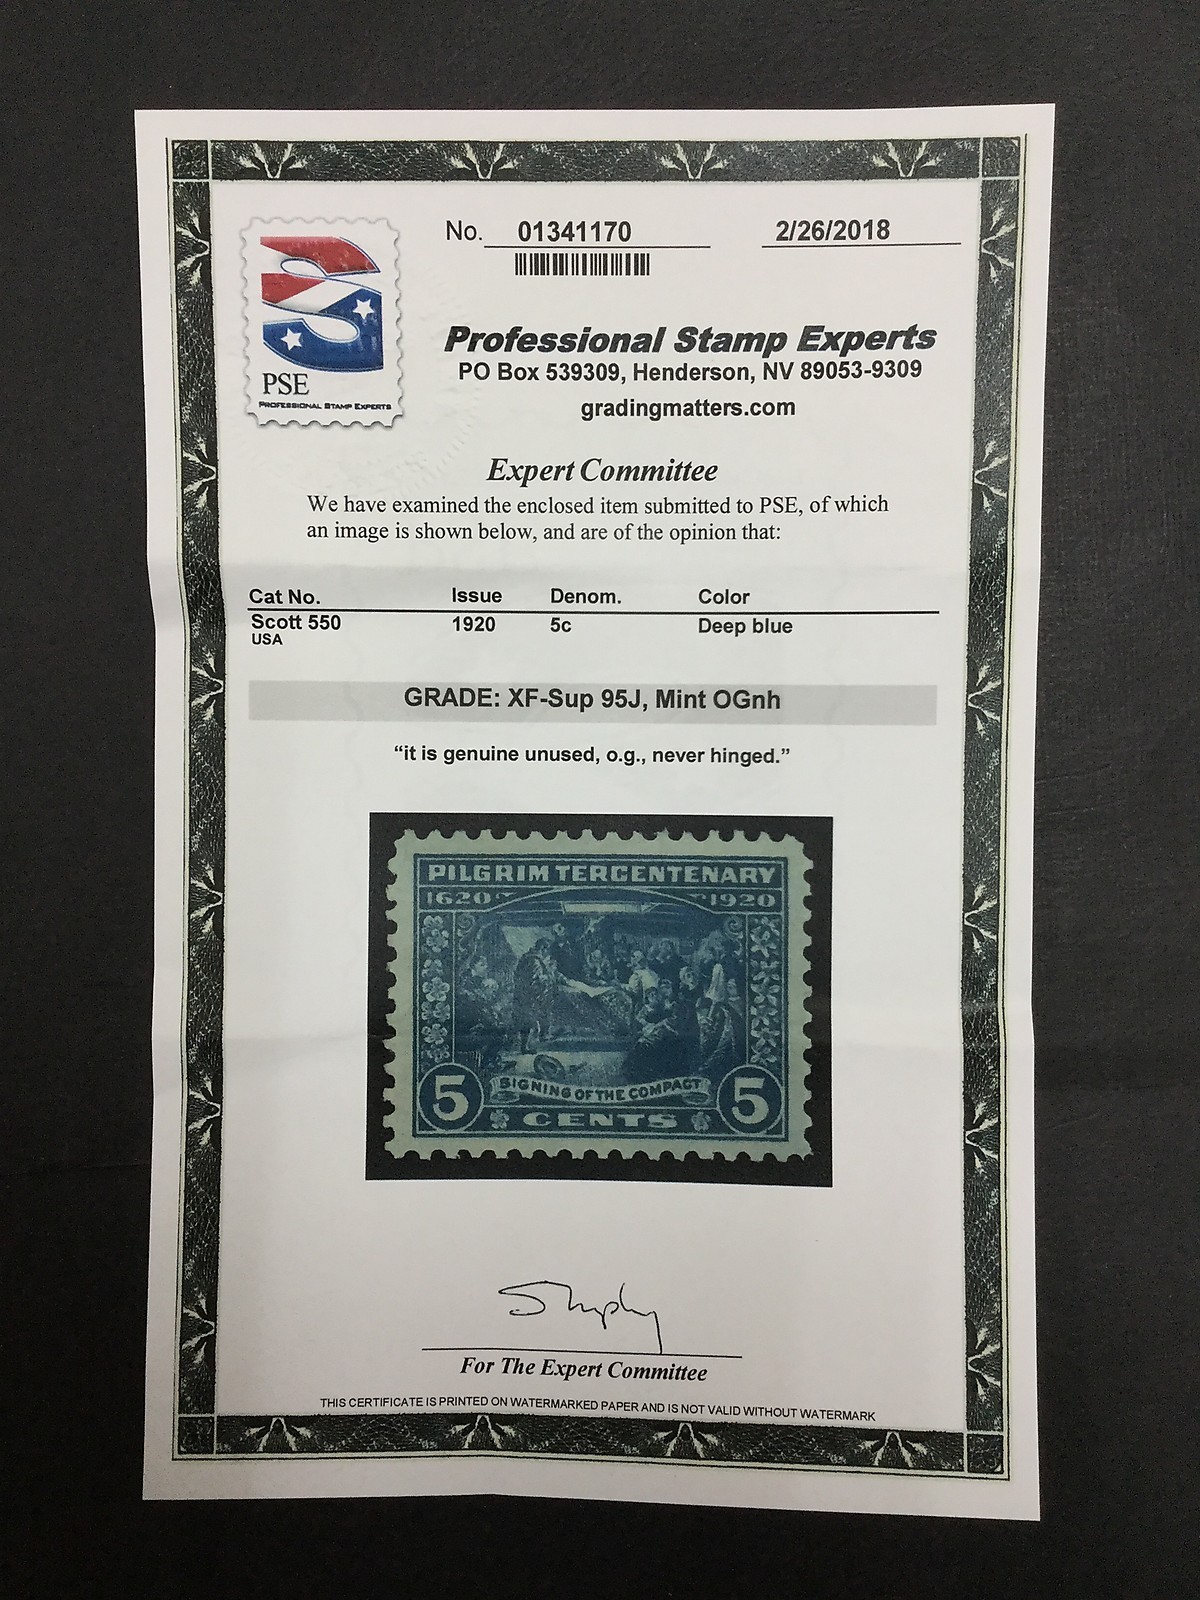 No. 01341170 2/26/2018
PSE
PROFESSIONAL STAMP EXPERTS
Professional Stamp Experts
PO Box 539309, Henderson, NV 89053-9309
gradingmatters.com
Expert Committee
We have examined the enclosed item submitted to PSE, of which
an image is shown below, and are of the opinion that:
Cat No. Issue Denom. Color
Scott 550 1920 5c Deep blue
USA
GRADE: XF-Sup 95J, Mint OGnh
“it is genuine unused, o.g., never hinged.”
PILGRIM TERCENTENARY
1620 1920
SIGNING OF THE COMPACT
5 CENTS 5
For The Expert Committee
THIS CERTIFICATE IS PRINTED ON WATERMARKED PAPER AND IS NOT VALID WITHOUT WATERMARK